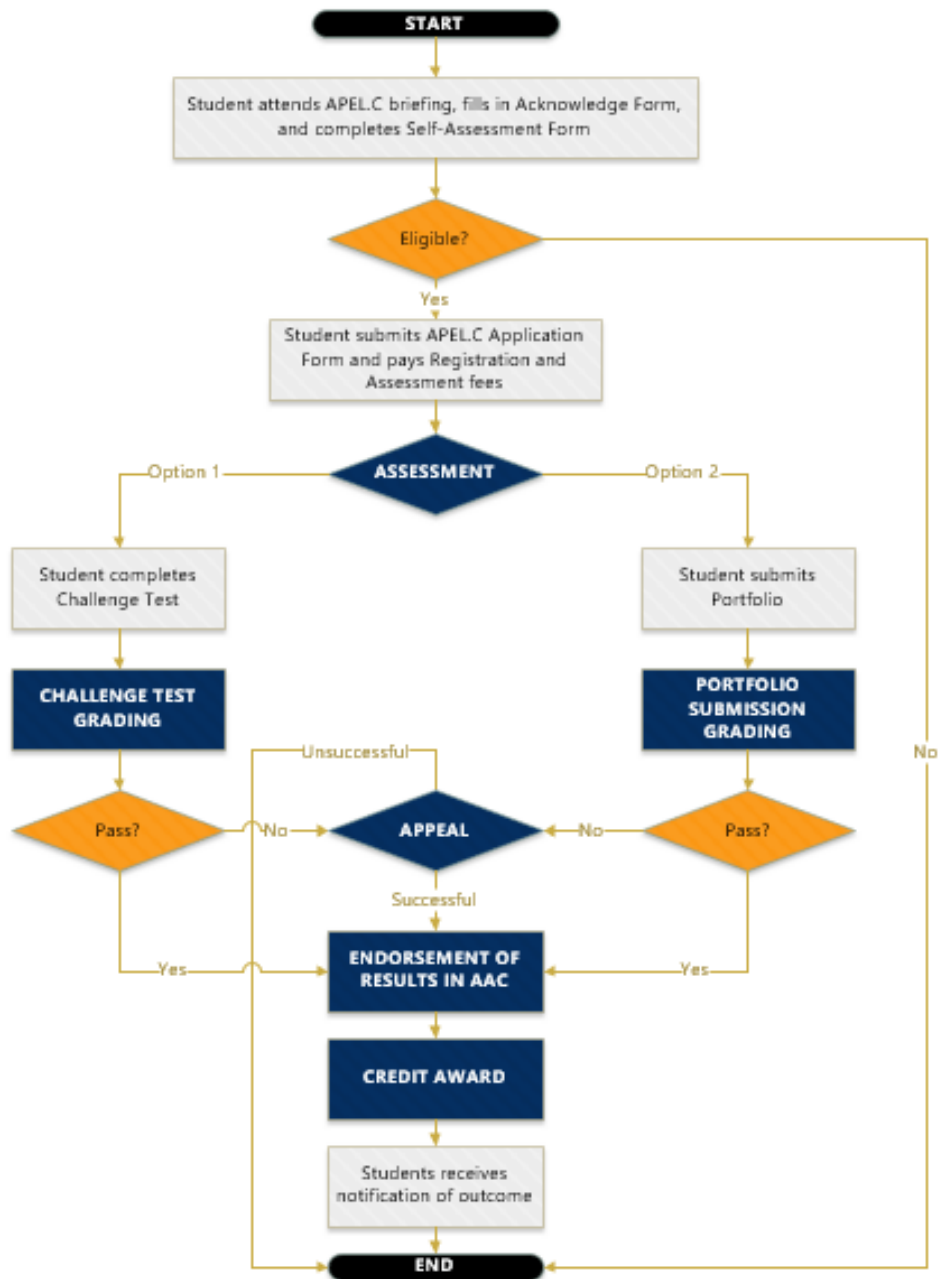 START
Student attends APEL.C briefing, fills in Acknowledge Form,
and completes Self-Assessment Form
Eligible?
Yes
Student submits APEL.C Application
Form and pays Registration and
Assessment fees
Option 1
ASSESSMENT
Option 2
Student completes
Challenge Test
Student submits
Portfolio
CHALLENGE TEST
GRADING
PORTFOLIO
SUBMISSION
GRADING
Unsuccessful
No
Pass?
No
APPEAL
No
Pass?
Successful
Yes
ENDORSEMENT OF
RESULTS IN AAC
Yes
CREDIT AWARD
Students receives
notification of outcome
END